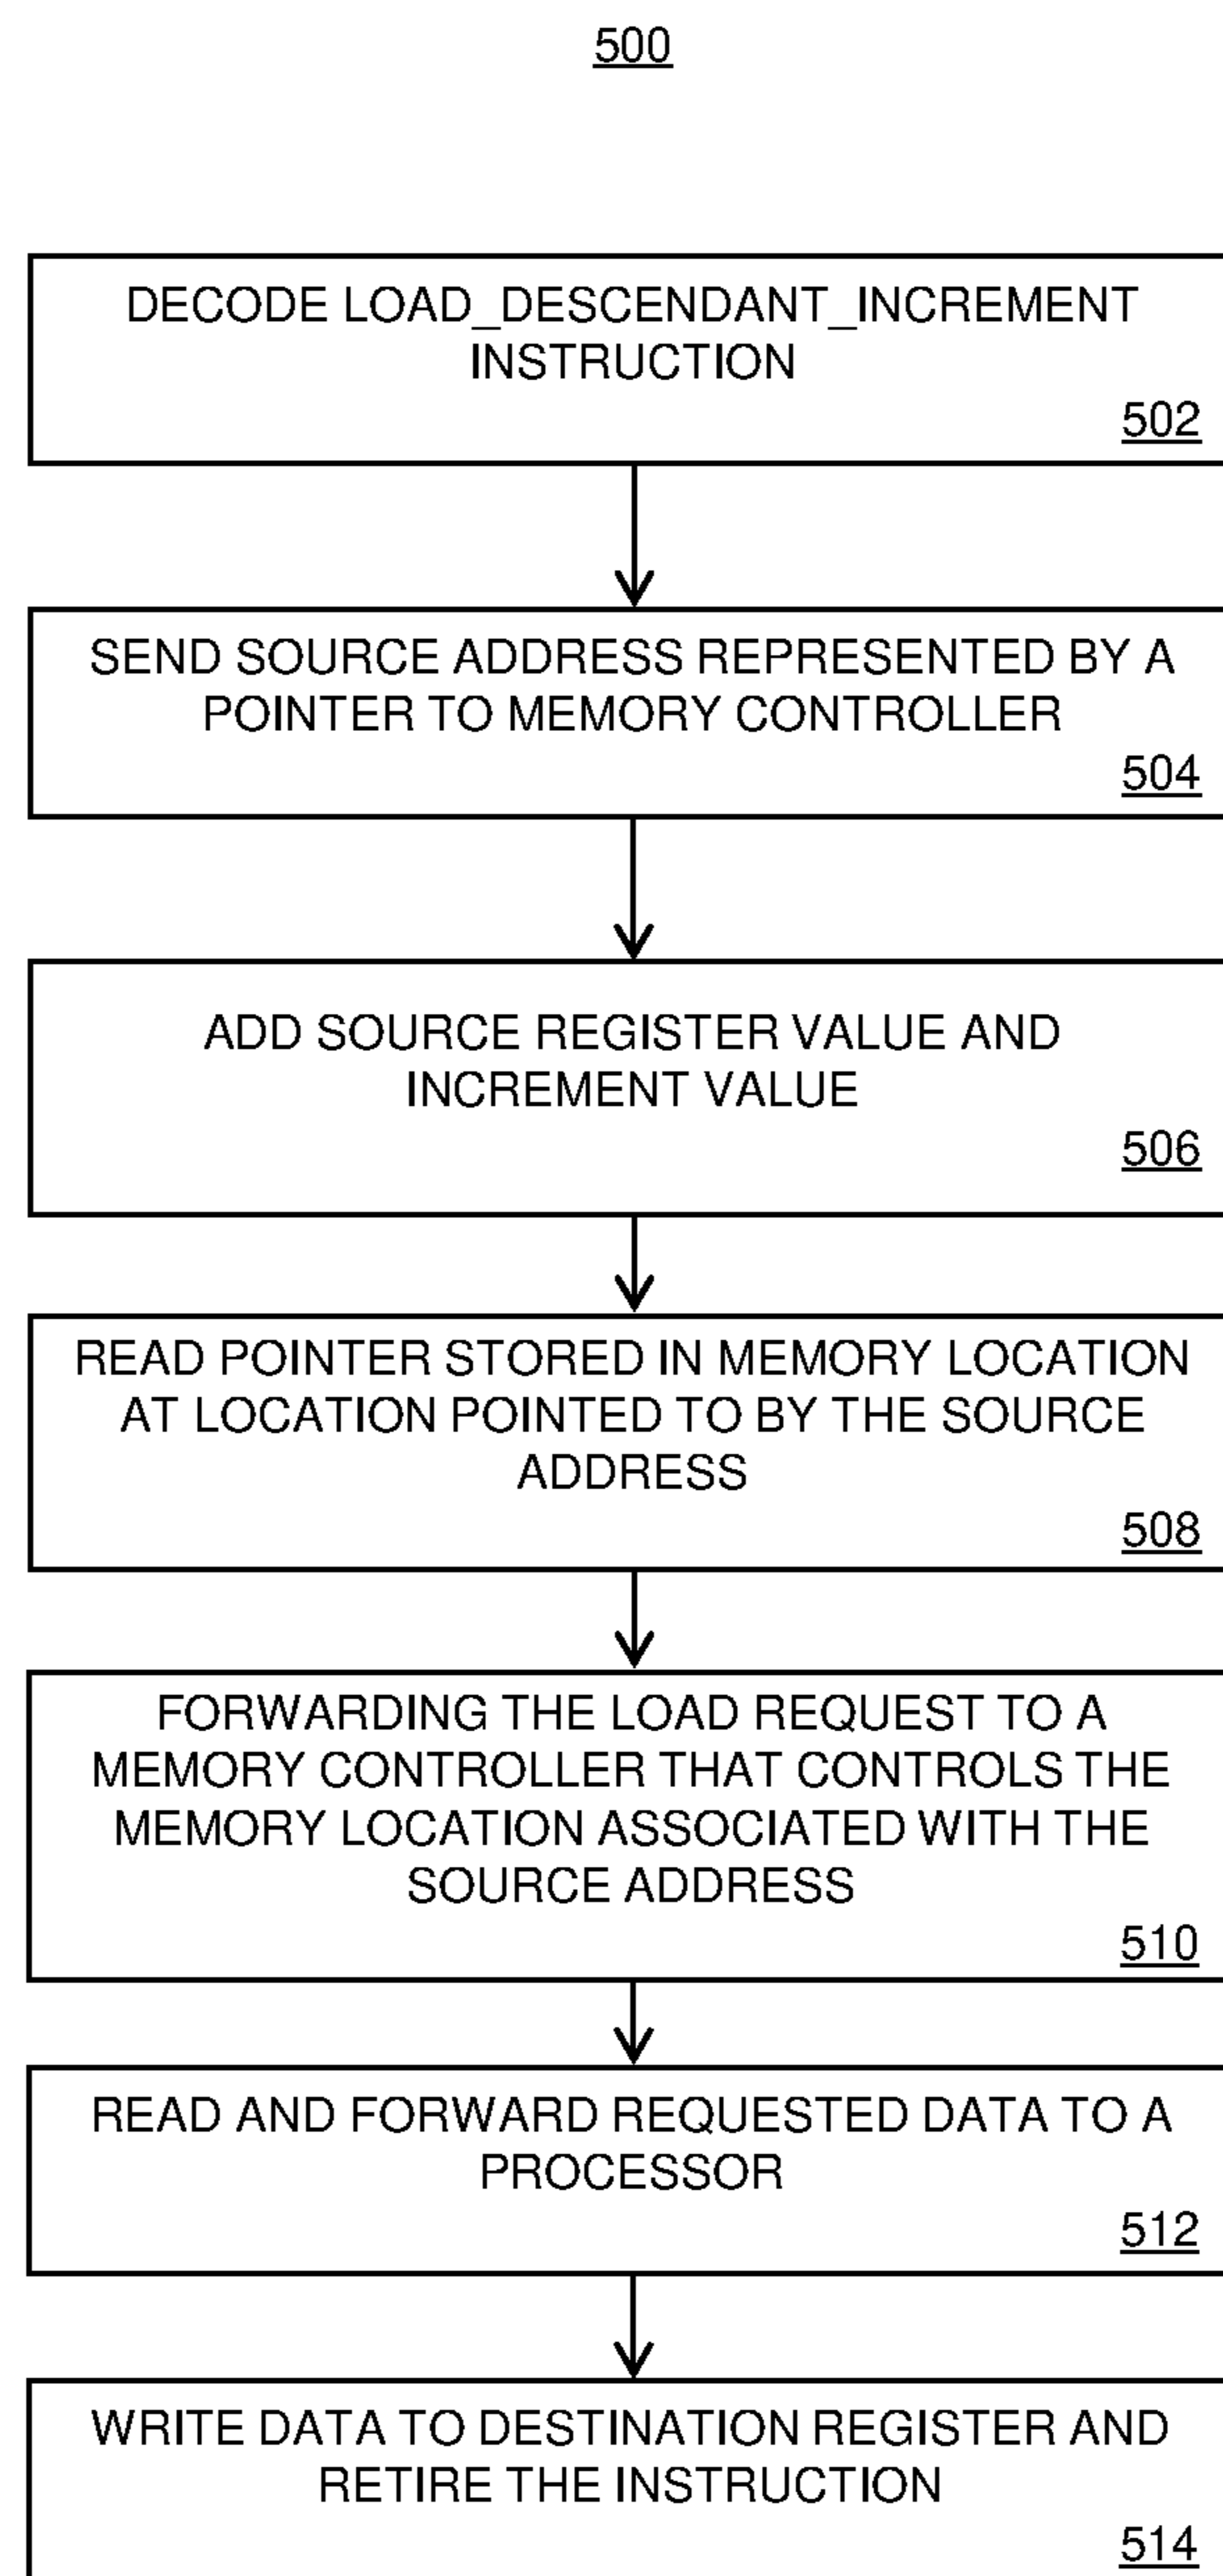 500
DECODE LOAD_DESCENDANT_INCREMENT
INSTRUCTION
502
SEND SOURCE ADDRESS REPRESENTED BY A
POINTER TO MEMORY CONTROLLER
504
ADD SOURCE REGISTER VALUE AND
INCREMENT VALUE
506
READ POINTER STORED IN MEMORY LOCATION
AT LOCATION POINTED TO BY THE SOURCE
ADDRESS
508
FORWARDING THE LOAD REQUEST TO A
MEMORY CONTROLLER THAT CONTROLS THE
MEMORY LOCATION ASSOCIATED WITH THE
SOURCE ADDRESS
510
READ AND FORWARD REQUESTED DATA TO A
PROCESSOR
512
WRITE DATA TO DESTINATION REGISTER AND
RETIRE THE INSTRUCTION
514